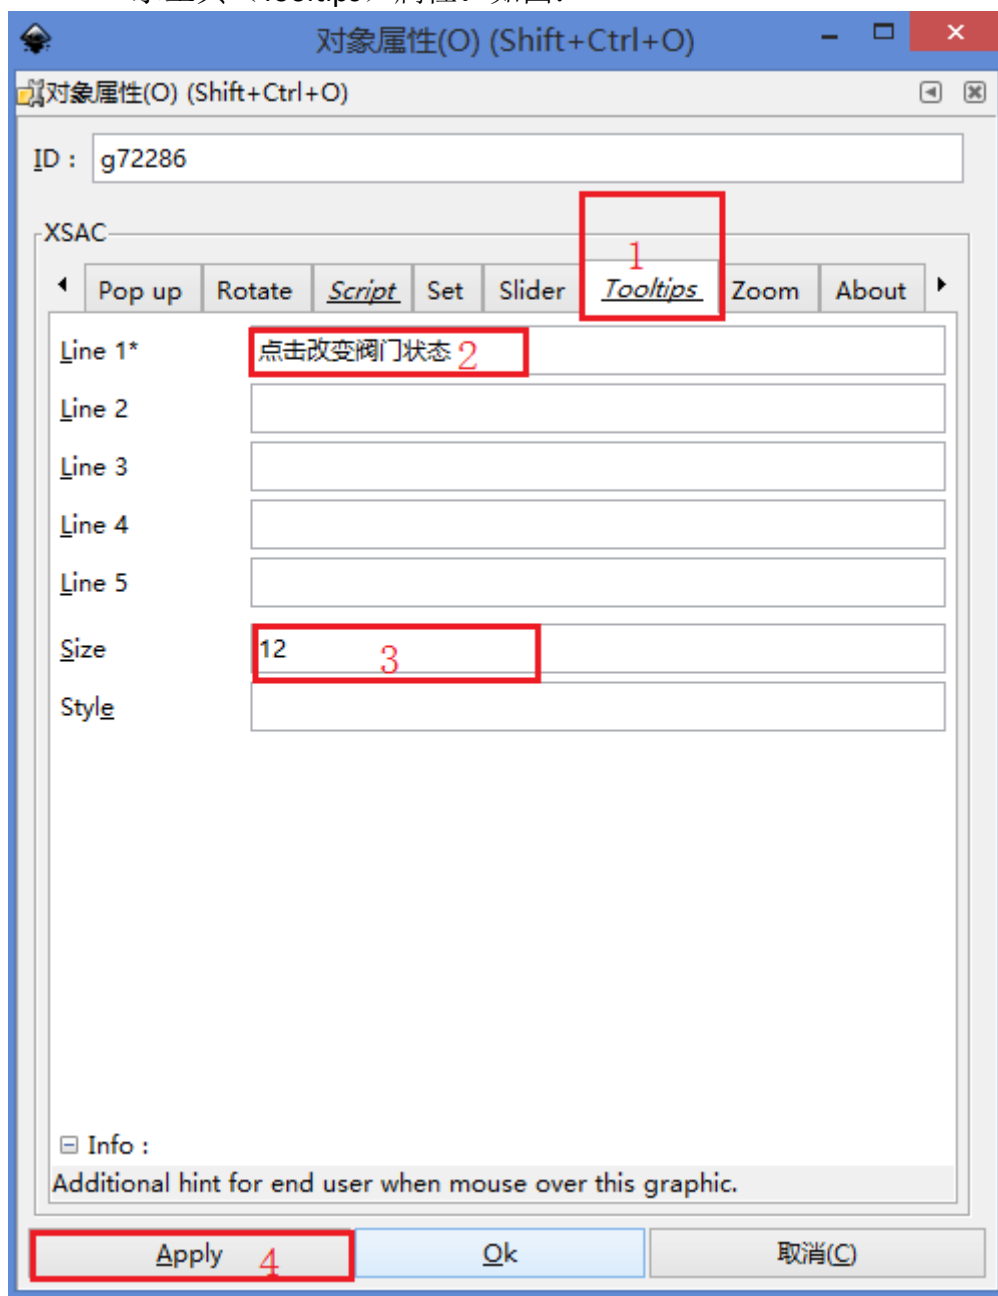 (Tooltips)
对象属性(O) (Shift+Ctrl+O)
对象属性(O) (Shift+Ctrl+O)
ID : g72286
XSAC
1
Pop up Rotate Script Set Slider Tooltips Zoom About
Line 1* 点击改变阀门状态 2
Line 2
Line 3
Line 4
Line 5
Size 12 3
Style
Info :
Additional hint for end user when mouse over this graphic.
Apply 4 Ok 取消(C)